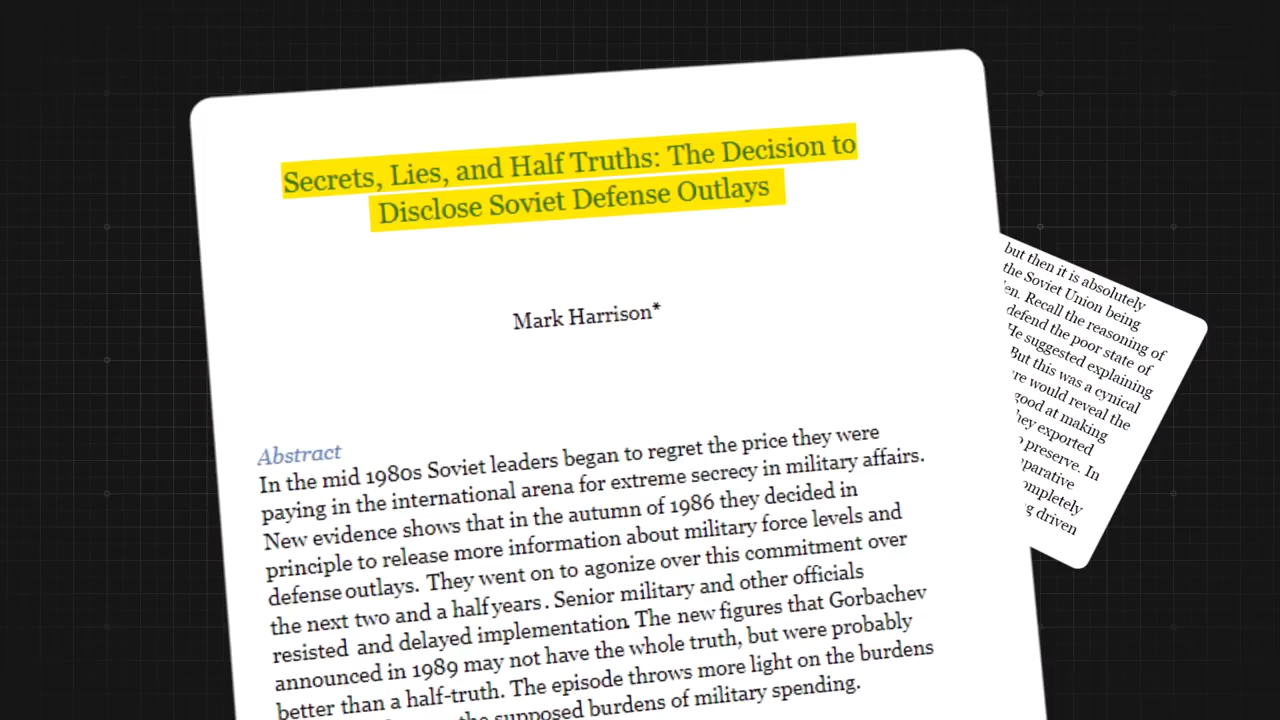 Secrets, Lies, and Half Truths: The Decision to
Disclose Soviet Defense Outlays
Mark Harrison*
Abstract
In the mid 1980s Soviet leaders began to regret the price they were
paying in the international arena for extreme secrecy in military affairs.
New evidence shows that in the autumn of 1986 they decided in
principle to release more information about military force levels and
defense outlays. They went on to agonize over this commitment over
the next two and a half years. Senior military and other officials
resisted and delayed implementation. The new figures that Gorbachev
announced in 1989 may not have the whole truth, but were probably
better than a half-truth. The episode throws more light on the burdens
the supposed burdens of military spending.
but then it is absolutely
the Soviet Union being
Recall the reasoning of
defend the poor state of
He suggested explaining
But this was a cynical
would reveal the
good at making
they exported
preserve. In
driven